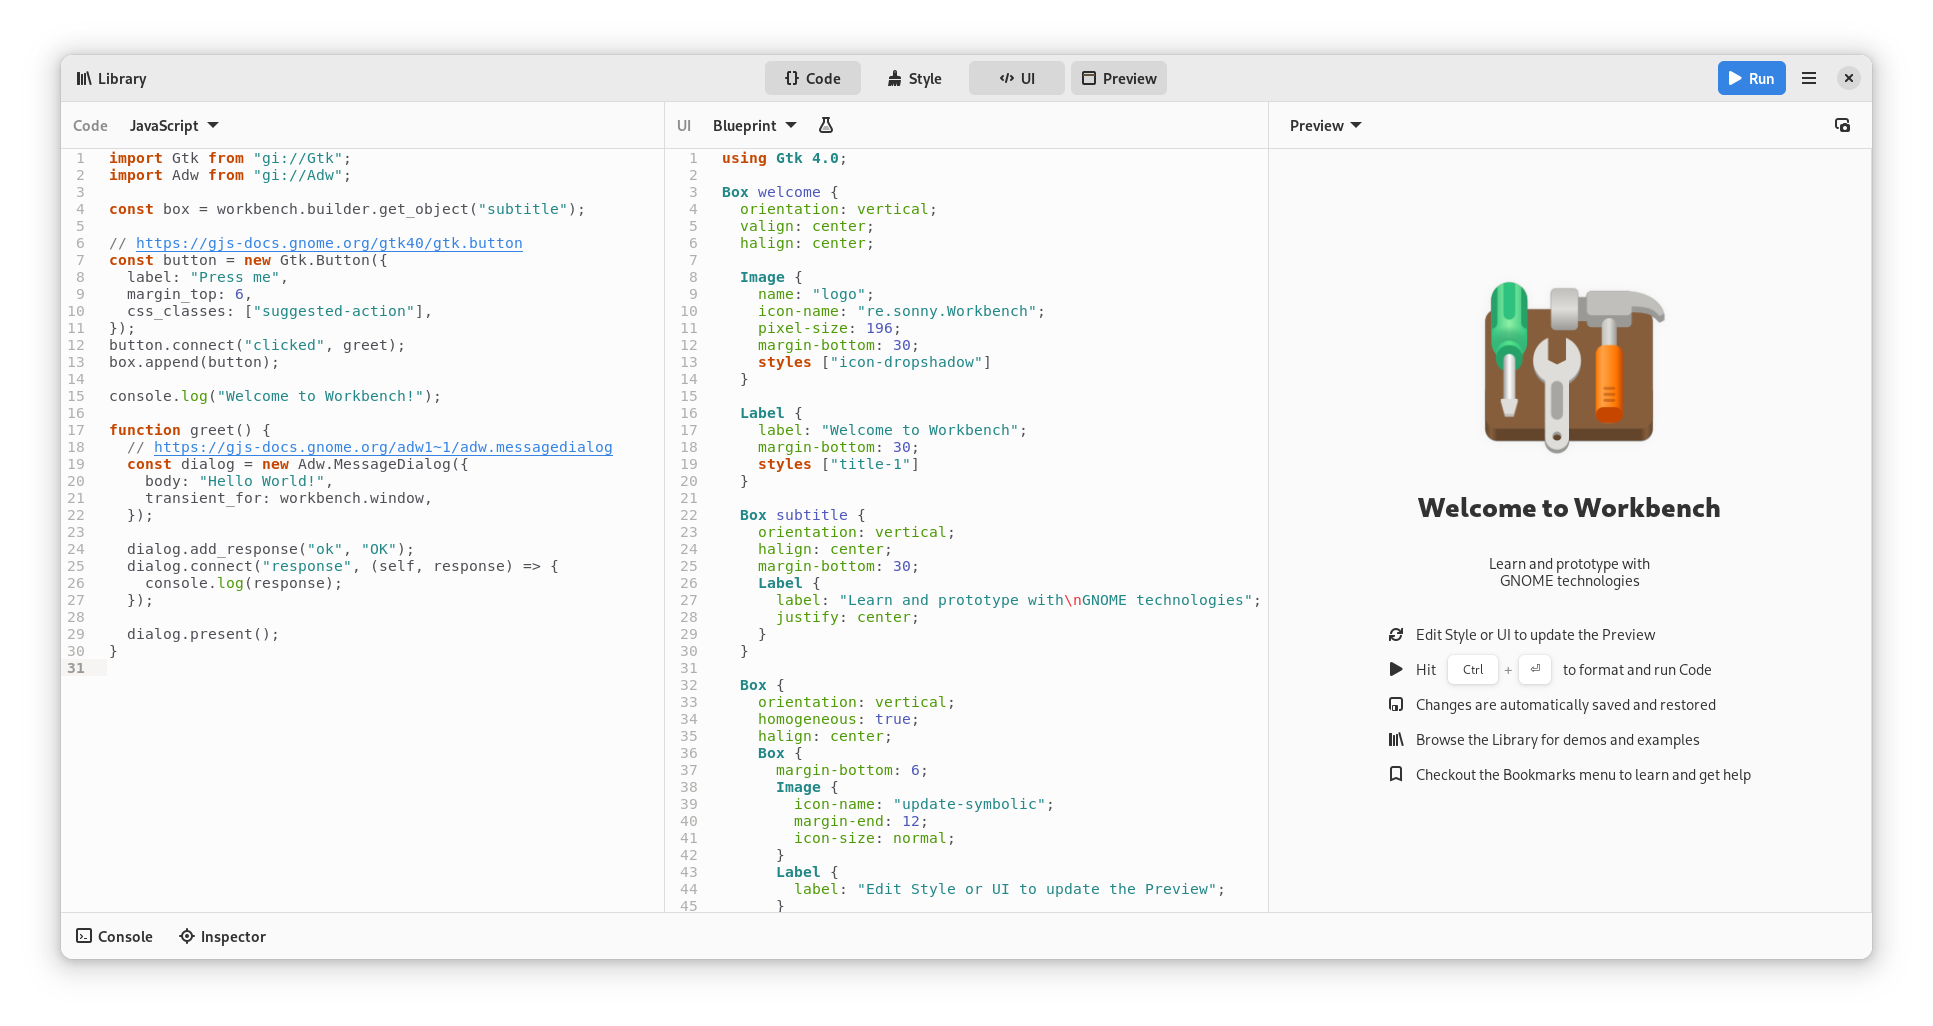 Library
Code
Style
UI
Preview
Run
Code JavaScript
1 import Gtk from "gi://Gtk";
2 import Adw from "gi://Adw";
3
4 const box = workbench.builder.get_object("subtitle");
5
6 // https://gjs-docs.gnome.org/gtk40/gtk.button
7 const button = new Gtk.Button({
8   label: "Press me",
9   margin_top: 6,
10   css_classes: ["suggested-action"],
11 });
12 button.connect("clicked", greet);
13 box.append(button);
14
15 console.log("Welcome to Workbench!");
16
17 function greet() {
18   // https://gjs-docs.gnome.org/adw1~1/adw.messagedialog
19   const dialog = new Adw.MessageDialog({
20     body: "Hello World!",
21     transient_for: workbench.window,
22   });
23
24   dialog.add_response("ok", "OK");
25   dialog.connect("response", (self, response) => {
26     console.log(response);
27   });
28
29   dialog.present();
30 }
31
UI Blueprint
1 using Gtk 4.0;
2
3 Box welcome {
4   orientation: vertical;
5   valign: center;
6   halign: center;
7
8   Image {
9     name: "logo";
10     icon-name: "re.sonny.Workbench";
11     pixel-size: 196;
12     margin-bottom: 30;
13     styles ["icon-dropshadow"]
14   }
15
16   Label {
17     label: "Welcome to Workbench";
18     margin-bottom: 30;
19     styles ["title-1"]
20   }
21
22   Box subtitle {
23     orientation: vertical;
24     halign: center;
25     margin-bottom: 30;
26     Label {
27       label: "Learn and prototype with\nGNOME technologies";
28       justify: center;
29     }
30   }
31
32   Box {
33     orientation: vertical;
34     homogeneous: true;
35     halign: center;
36     Box {
37       margin-bottom: 6;
38       Image {
39         icon-name: "update-symbolic";
40         margin-end: 12;
41         icon-size: normal;
42       }
43       Label {
44         label: "Edit Style or UI to update the Preview";
45       }
Preview
Welcome to Workbench
Learn and prototype with
GNOME technologies
Edit Style or UI to update the Preview
Hit Ctrl + ⏎ to format and run Code
Changes are automatically saved and restored
Browse the Library for demos and examples
Checkout the Bookmarks menu to learn and get help
Console
Inspector